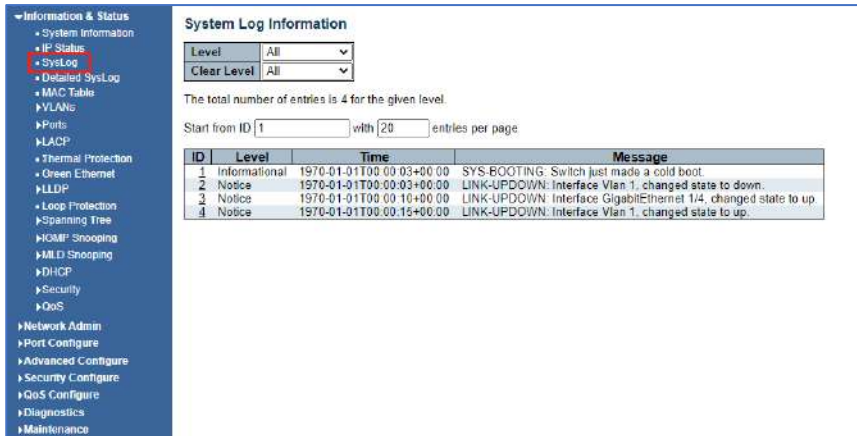 Information & Status
System Information
IP Status
SysLog
Detailed SysLog
MAC Table
VLANs
Ports
LACP
Thermal Protection
Green Ethernet
LLDP
Loop Protection
Spanning Tree
IGMP Snooping
MLD Snooping
DHCP
Security
QoS
Network Admin
Port Configure
Advanced Configure
Security Configure
QoS Configure
Diagnostics
Maintenance
System Log Information
Level All
Clear Level All
The total number of entries is 4 for the given level.
Start from ID 1 with 20 entries per page
ID Level Time Message
1 Informational 1970-01-01T00:00:03+00:00 SYS-BOOTING: Switch just made a cold boot.
2 Notice 1970-01-01T00:00:03+00:00 LINK-UPDOWN: Interface Vlan 1, changed state to down.
3 Notice 1970-01-01T00:00:10+00:00 LINK-UPDOWN: Interface GigabitEthernet 1/4, changed state to up
4 Notice 1970-01-01T00:00:15+00:00 LINK-UPDOWN: Interface Vlan 1, changed state to up.